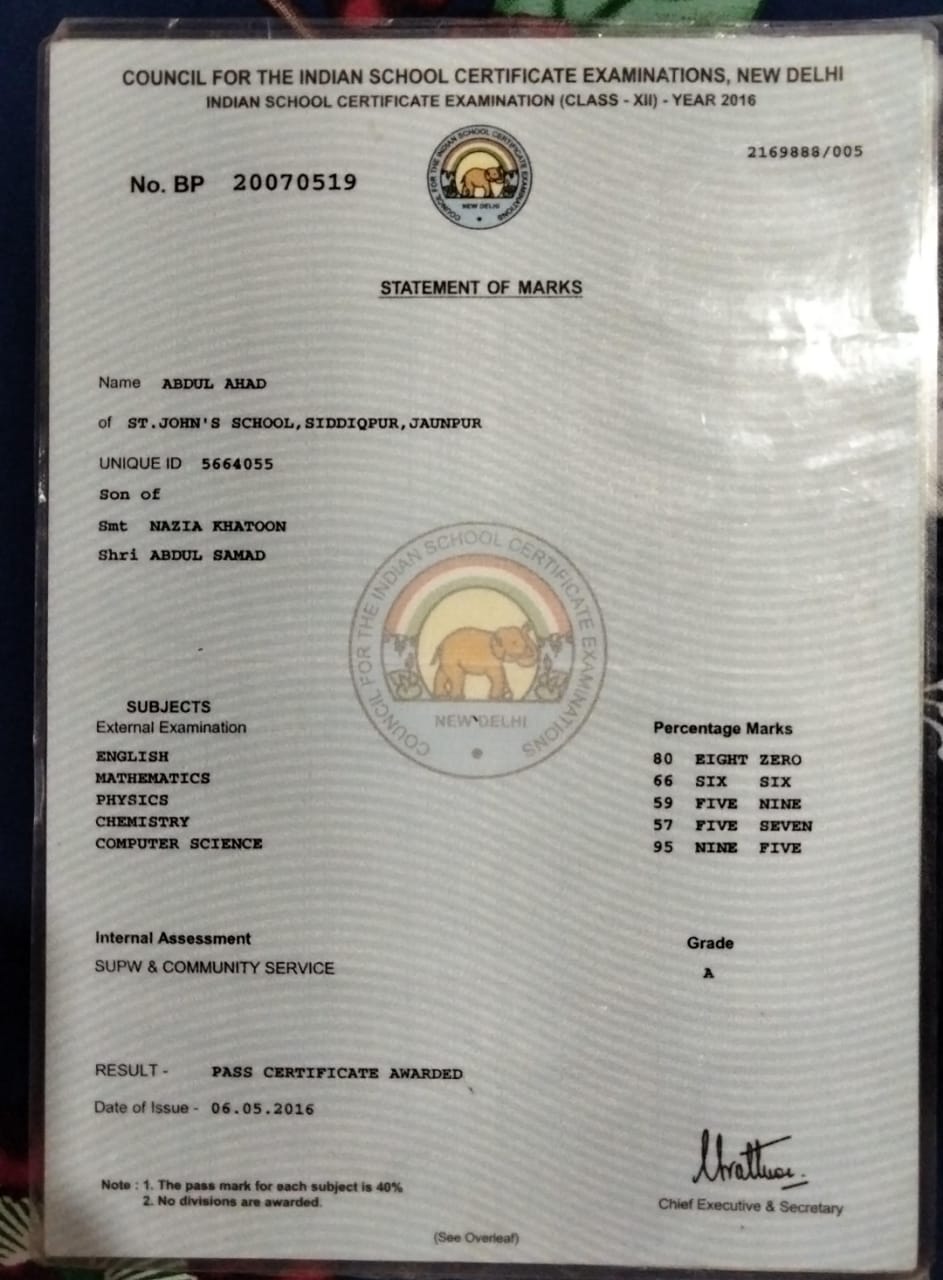 COUNCIL FOR THE INDIAN SCHOOL CERTIFICATE EXAMINATIONS, NEW DELHI
INDIAN SCHOOL CERTIFICATE EXAMINATION (CLASS - XII) - YEAR 2016
2169888/005
No. BP 20070519
COUNCIL FOR THE INDIAN SCHOOL CERTIFICATE EXAMINATIONS
NEW DELHI
STATEMENT OF MARKS
Name ABDUL AHAD
of ST.JOHN'S SCHOOL,SIDDIQPUR,JAUNPUR
UNIQUE ID 5664055
Son of
Smt NAZIA KHATOON
Shri ABDUL SAMAD
COUNCIL FOR THE INDIAN SCHOOL CERTIFICATE EXAMINATIONS
NEW DELHI
SUBJECTS
External Examination Percentage Marks
ENGLISH 80 EIGHT ZERO
MATHEMATICS 66 SIX SIX
PHYSICS 59 FIVE NINE
CHEMISTRY 57 FIVE SEVEN
COMPUTER SCIENCE 95 NINE FIVE
Internal Assessment Grade
SUPW & COMMUNITY SERVICE A
RESULT - PASS CERTIFICATE AWARDED
Date of Issue - 06.05.2016
Note : 1. The pass mark for each subject is 40%
2. No divisions are awarded.
Chief Executive & Secretary
(See Overleaf)